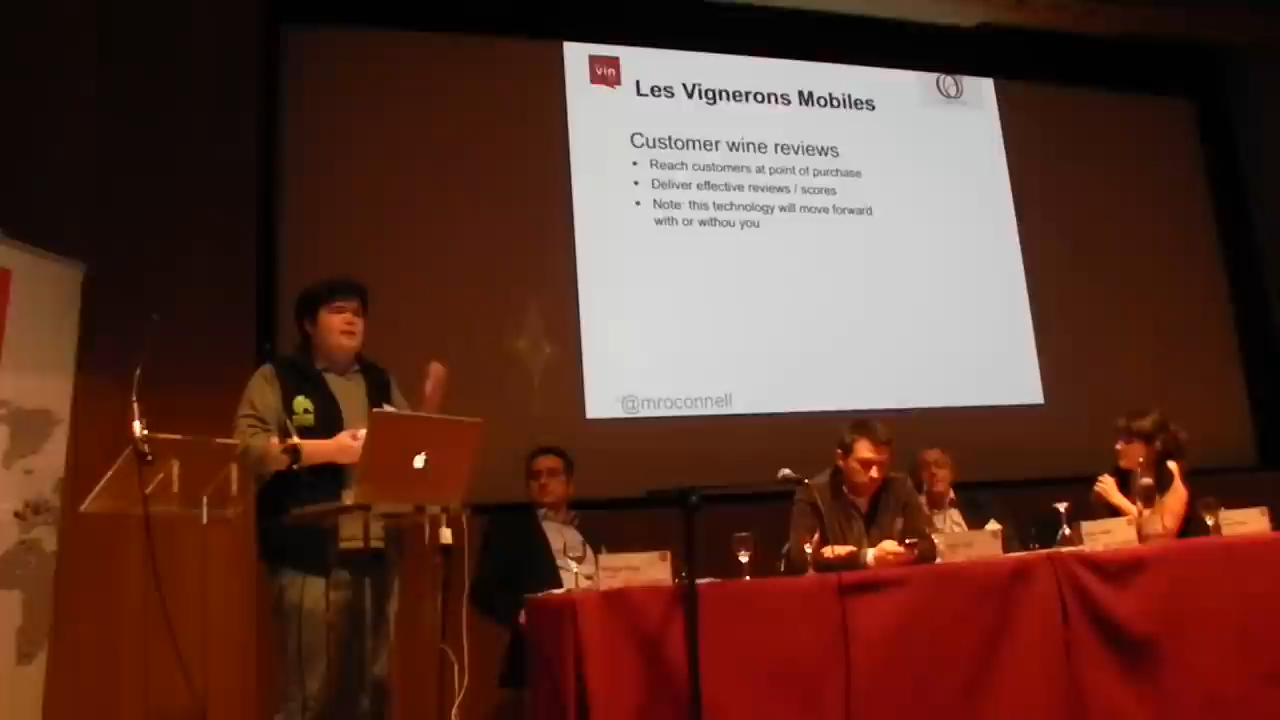 vin
Les Vignerons Mobiles
Customer wine reviews
• Reach customers at point of purchase
• Deliver effective reviews / scores
• Note: this technology will move forward
with or withou you
@mroconnell